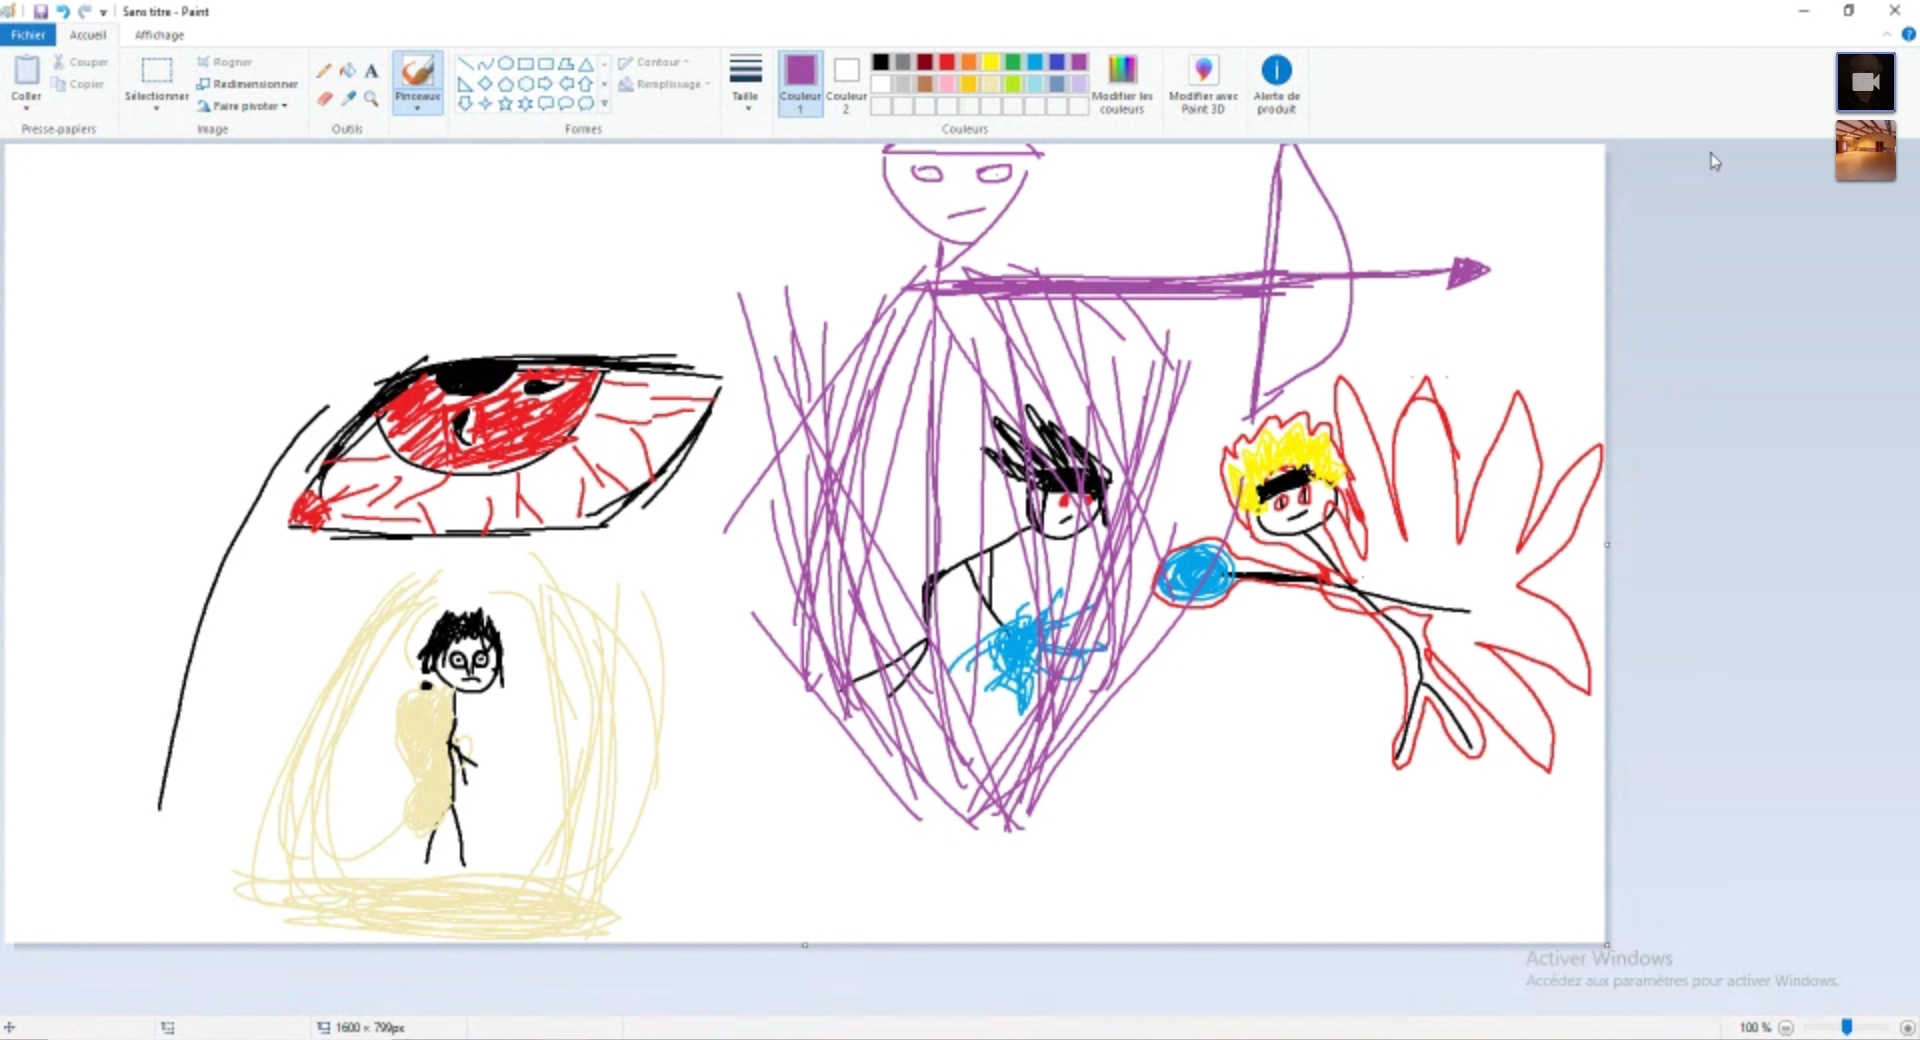 Sans titre - Paint
Fichier Accueil Affichage
Coller
Couper
Copier
Presse-papiers
Sélectionner
Rogner
Redimensionner
Faire pivoter
Image
A
Outils
Pinceaux
Contour
Remplissage
Formes
Taille
Couleur 1
Couleur 2
Modifier les couleurs
Couleurs
Modifier avec Paint 3D
Alerte de produit
Activer Windows
Accédez aux paramètres pour activer Windows.
1600 × 799px
100 %